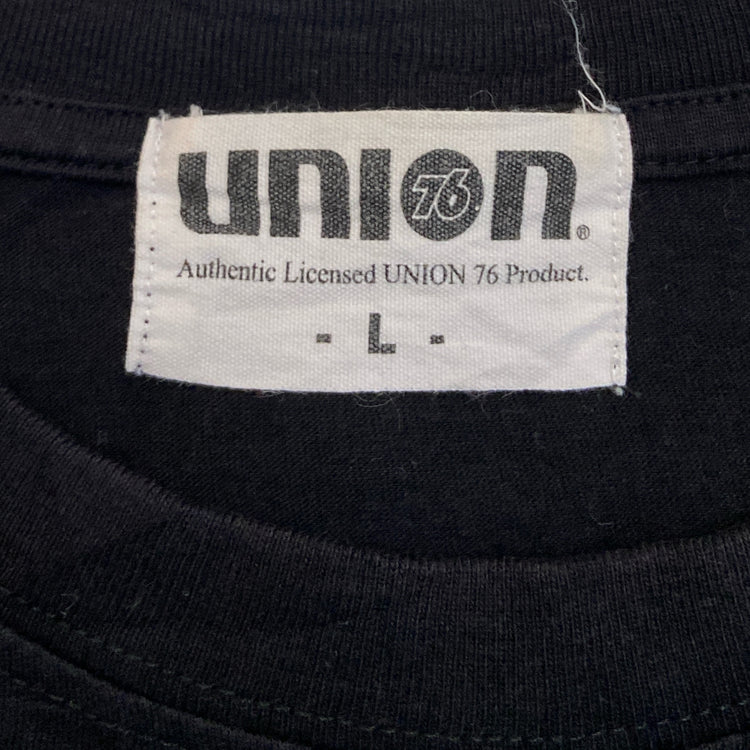 UNION 76 ®
Authentic Licensed UNION 76 Product.
- L -